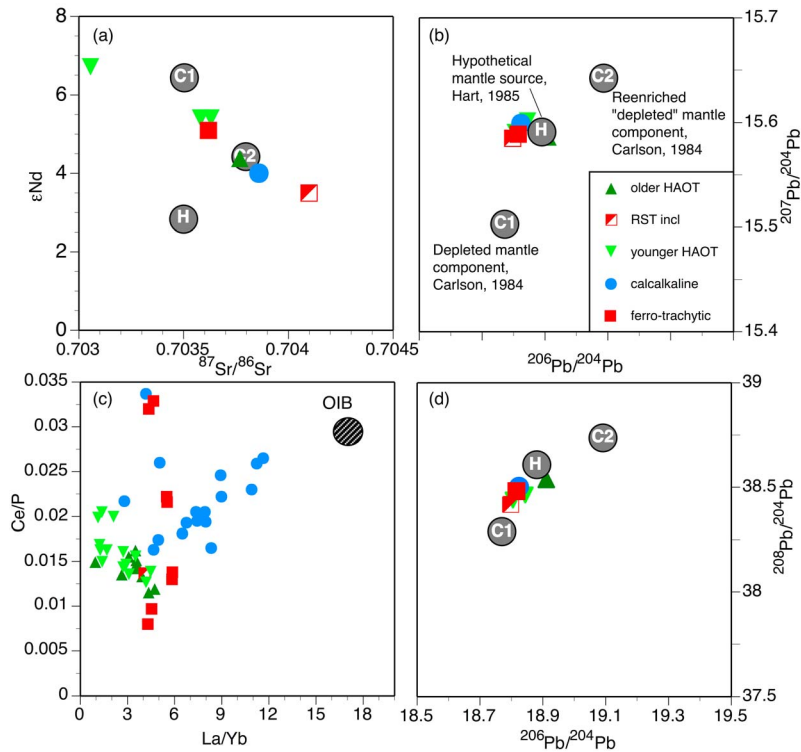 (a)
8
6
4
2
0
εNd
C1
C2
H
0.703
0.7035
0.704
0.7045
87Sr/86Sr
(b)
15.7
15.6
15.5
15.4
207Pb/204Pb
Hypothetical
mantle source,
Hart, 1985
C2
H
Reenriched
"depleted" mantle
component,
Carlson, 1984
C1
Depleted mantle
component,
Carlson, 1984
older HAOT
RST incl
younger HAOT
calcalkaline
ferro-trachytic
206Pb/204Pb
(c)
0.035
0.03
0.025
0.02
0.015
0.01
0.005
0
Ce/P
OIB
0
3
6
9
12
15
18
La/Yb
(d)
39
38.5
38
37.5
208Pb/204Pb
C2
H
C1
18.5
18.7
18.9
19.1
19.3
19.5
206Pb/204Pb